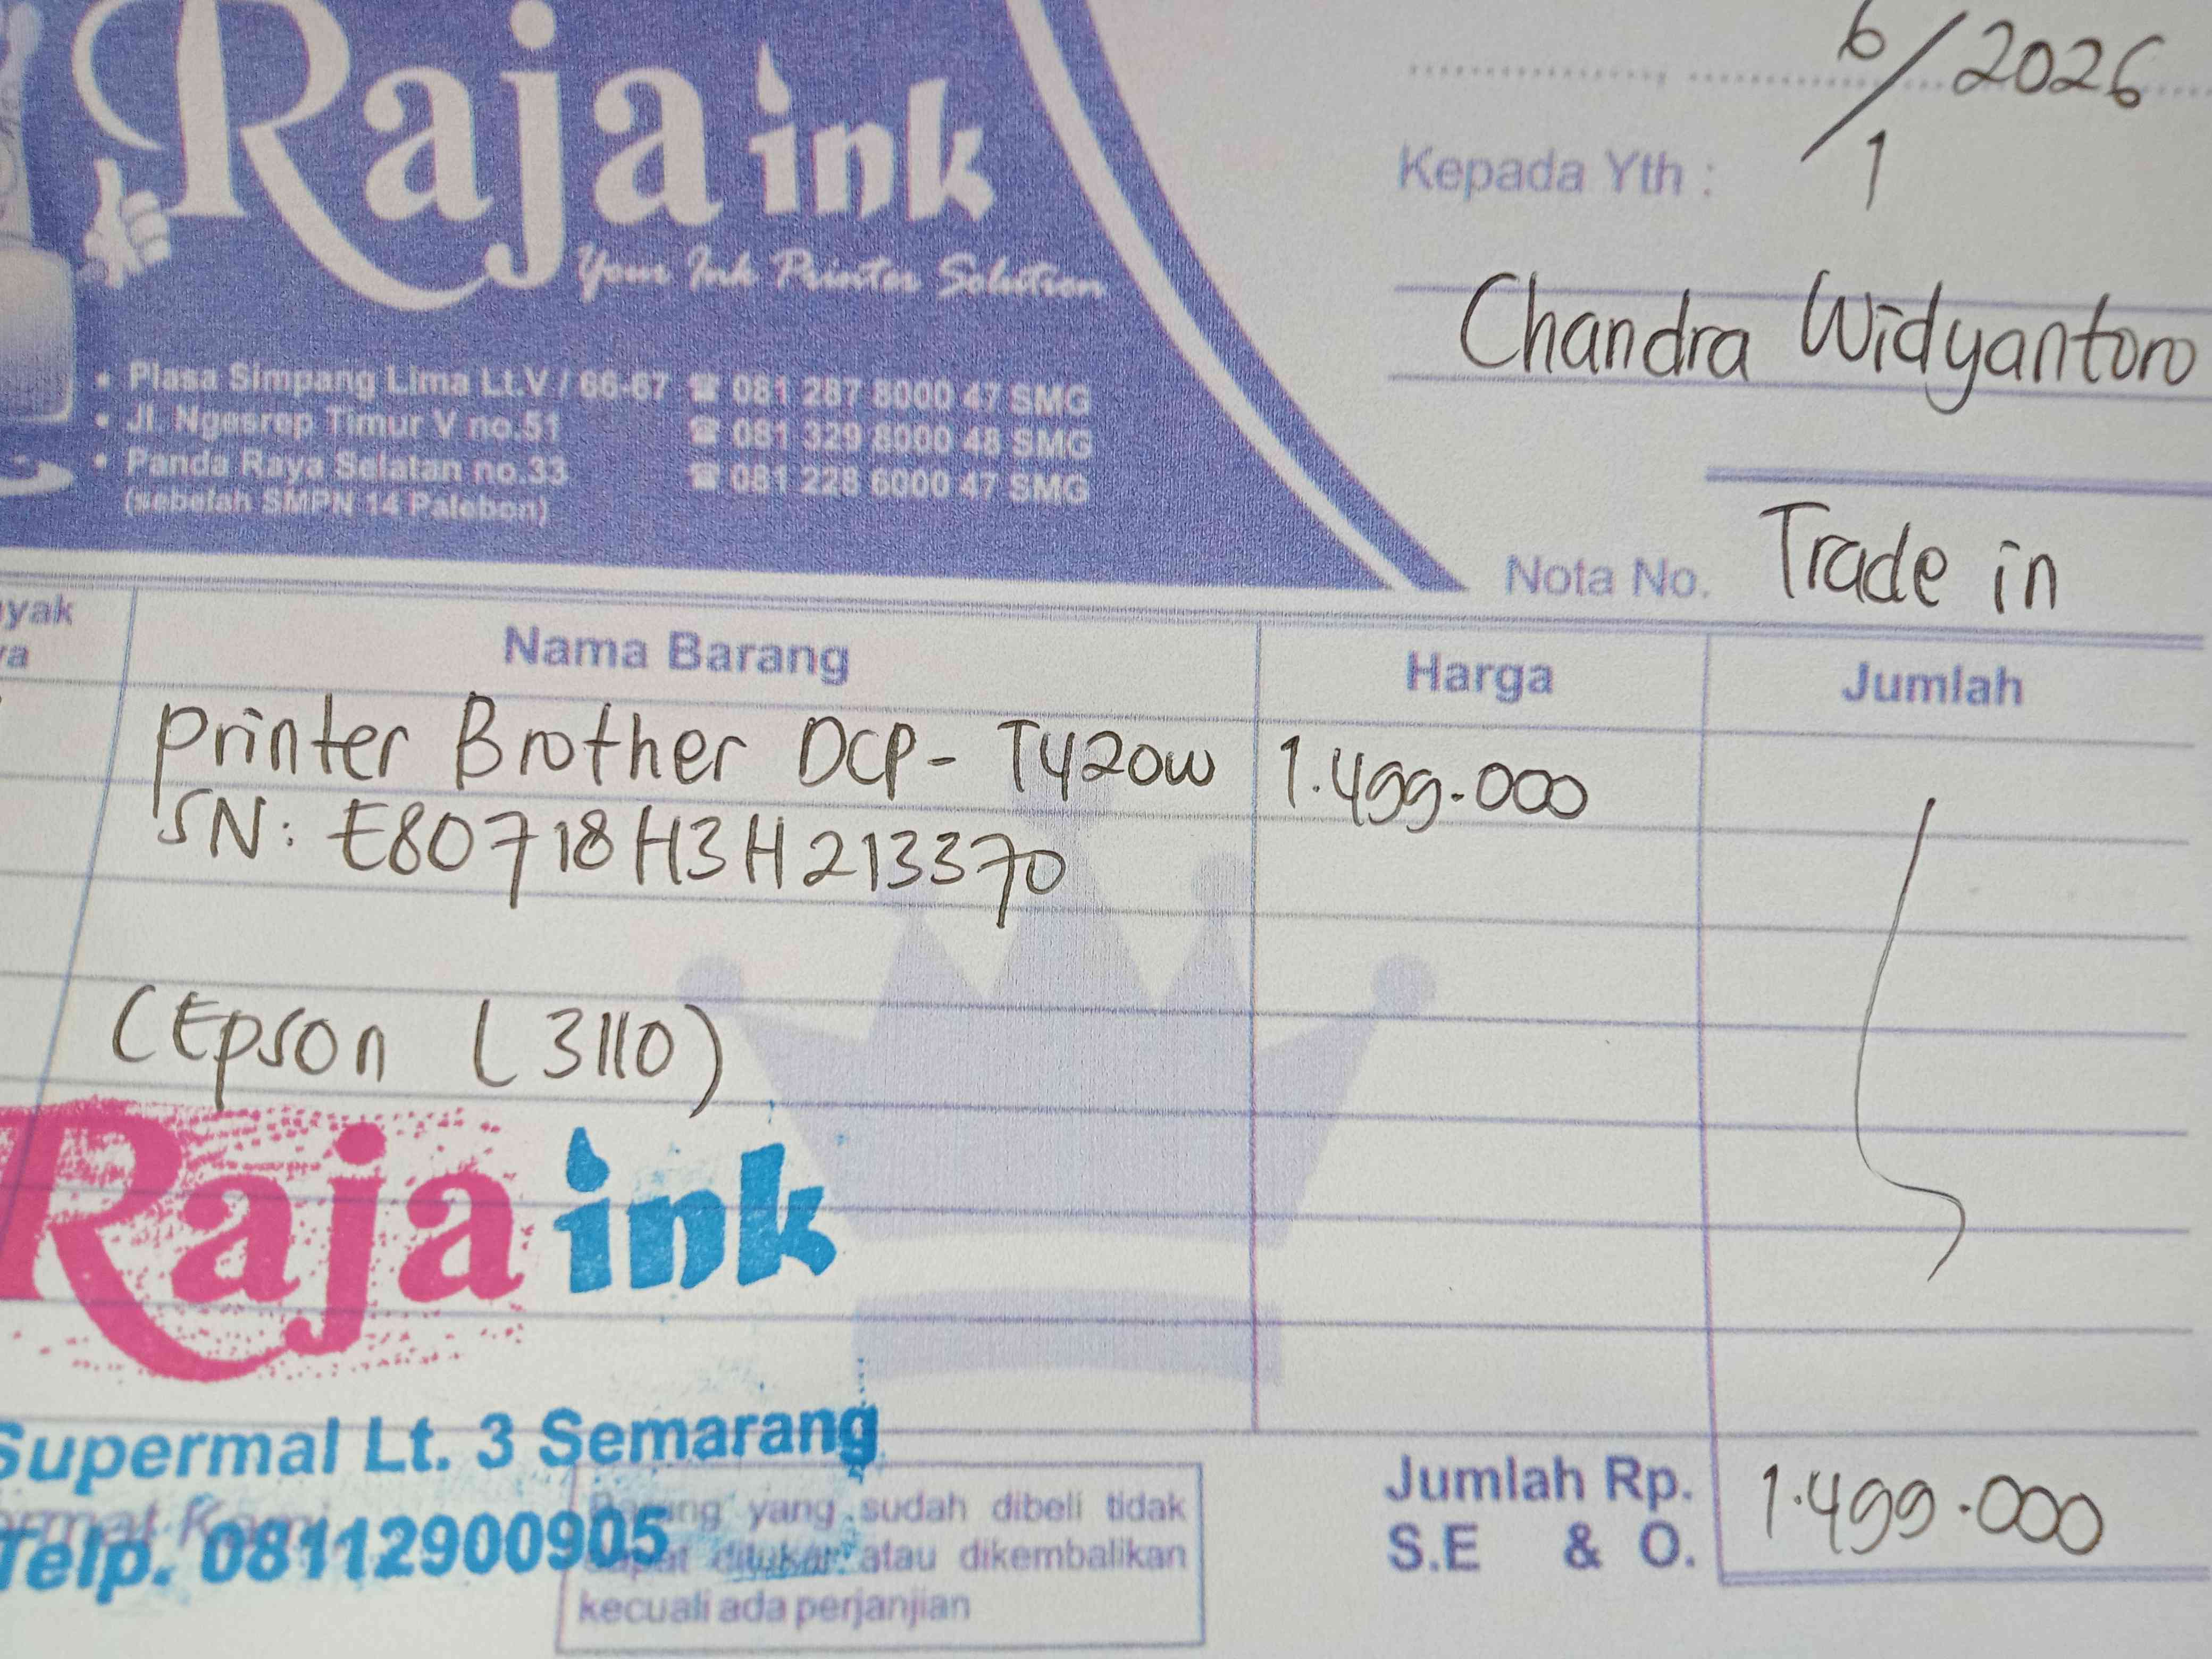 Raja ink
Your Ink Printer Solution
• Plasa Simpang Lima Lt.V / 66-67 ☎ 081 287 8000 47 SMG
• Jl. Ngesrep Timur V no.51 ☎ 081 329 8000 48 SMG
• Panda Raya Selatan no.33 ☎ 081 228 6000 47 SMG
(sebelah SMPN 14 Palebon)
6/1 2026
Kepada Yth :
Chandra Widyantoro
Nota No. Trade in
Nama Barang Harga Jumlah
Printer Brother DCP-T420W 1.499.000
SN: E80718H3H213370
(Epson L3110)
Raja ink
Supermal Lt. 3 Semarang
Telp. 08112900905
Barang yang sudah dibeli tidak
dapat ditukar atau dikembalikan
kecuali ada perjanjian
Jumlah Rp. 1.499.000
S.E & O.